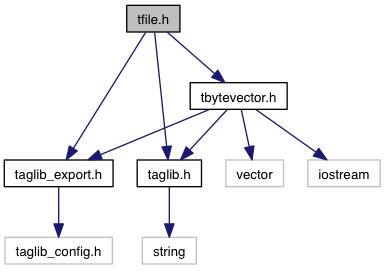 tfile.h
tbytevector.h
taglib_export.h
taglib.h
vector
iostream
taglib_config.h
string